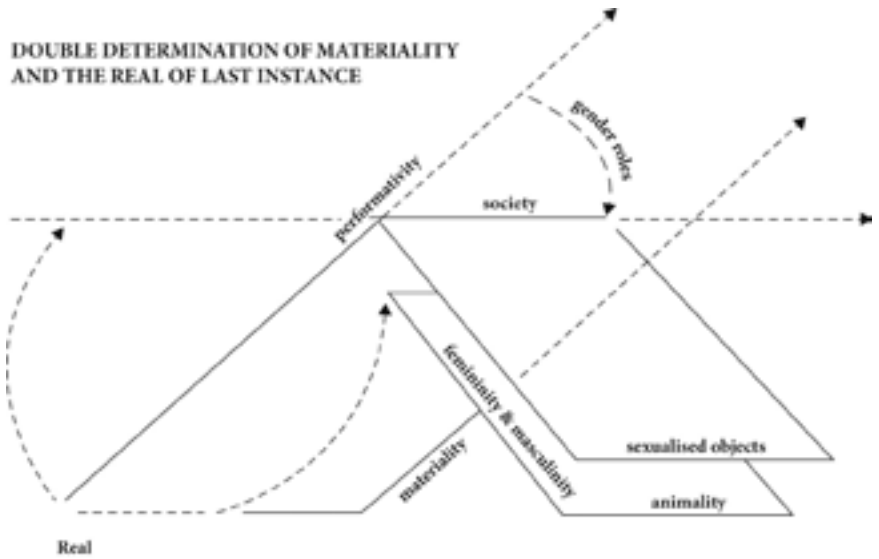 DOUBLE DETERMINATION OF MATERIALITY
AND THE REAL OF LAST INSTANCE
gender roles
performativity
society
femininity & masculinity
materiality
sexualised objects
animality
Real